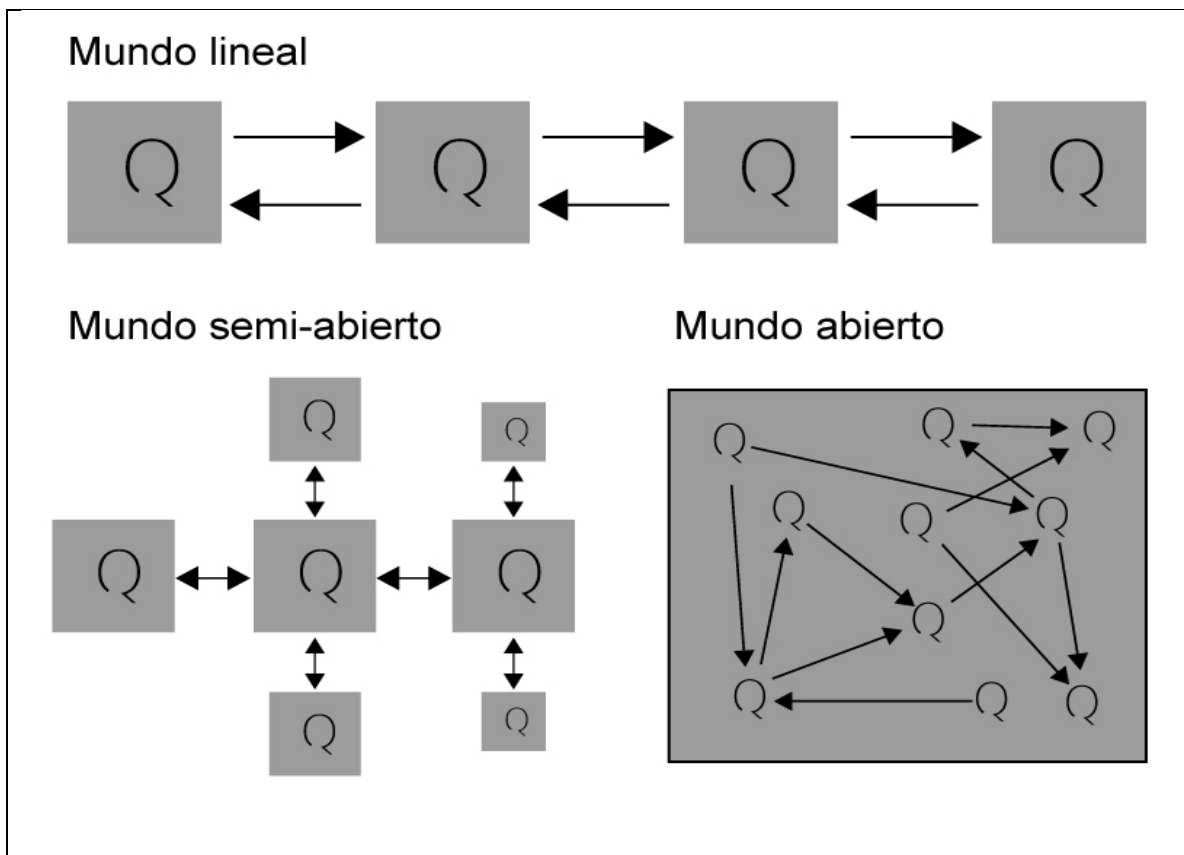 Mundo lineal
Q Q Q Q
Mundo semi-abierto
Q Q
Q Q Q
Q Q
Mundo abierto
Q Q Q
Q Q Q
Q
Q Q Q